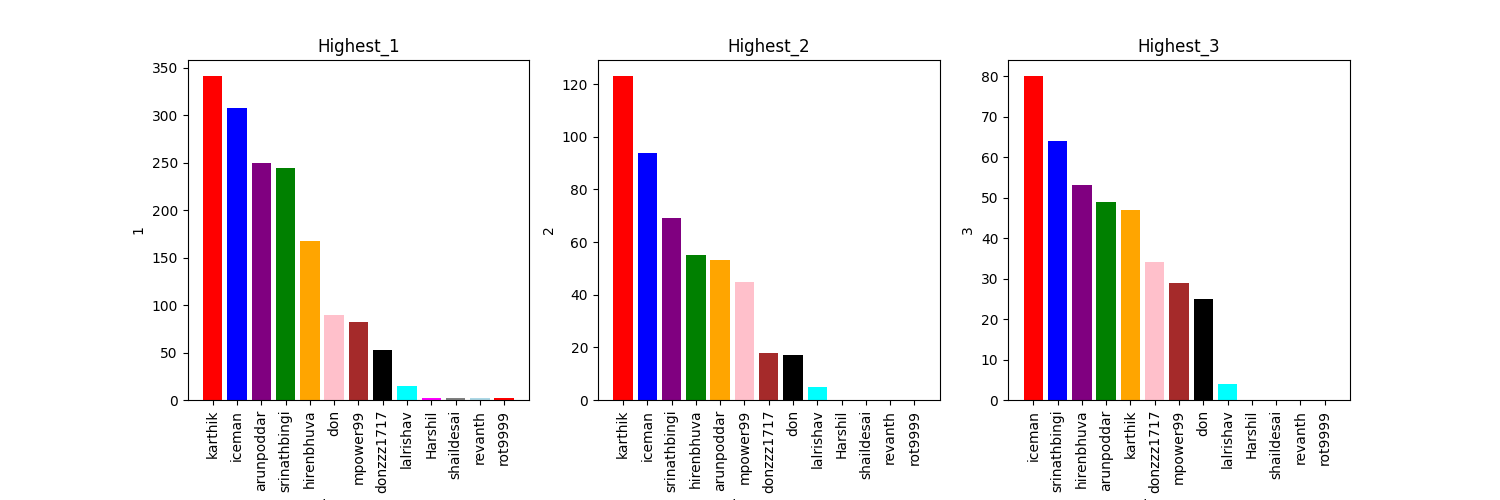 Highest_1
350
300
250
200
150
100
50
0
1
karthik
iceman
arunpoddar
srinathbingi
hirenbhuva
don
mpower99
donzzz1717
lalrishav
Harshil
shaildesai
revanth
rot9999
Highest_2
120
100
80
60
40
20
0
2
karthik
iceman
srinathbingi
hirenbhuva
arunpoddar
mpower99
donzzz1717
don
lalrishav
Harshil
shaildesai
revanth
rot9999
Highest_3
80
70
60
50
40
30
20
10
0
3
iceman
srinathbingi
hirenbhuva
arunpoddar
karthik
donzzz1717
mpower99
don
lalrishav
Harshil
shaildesai
revanth
rot9999